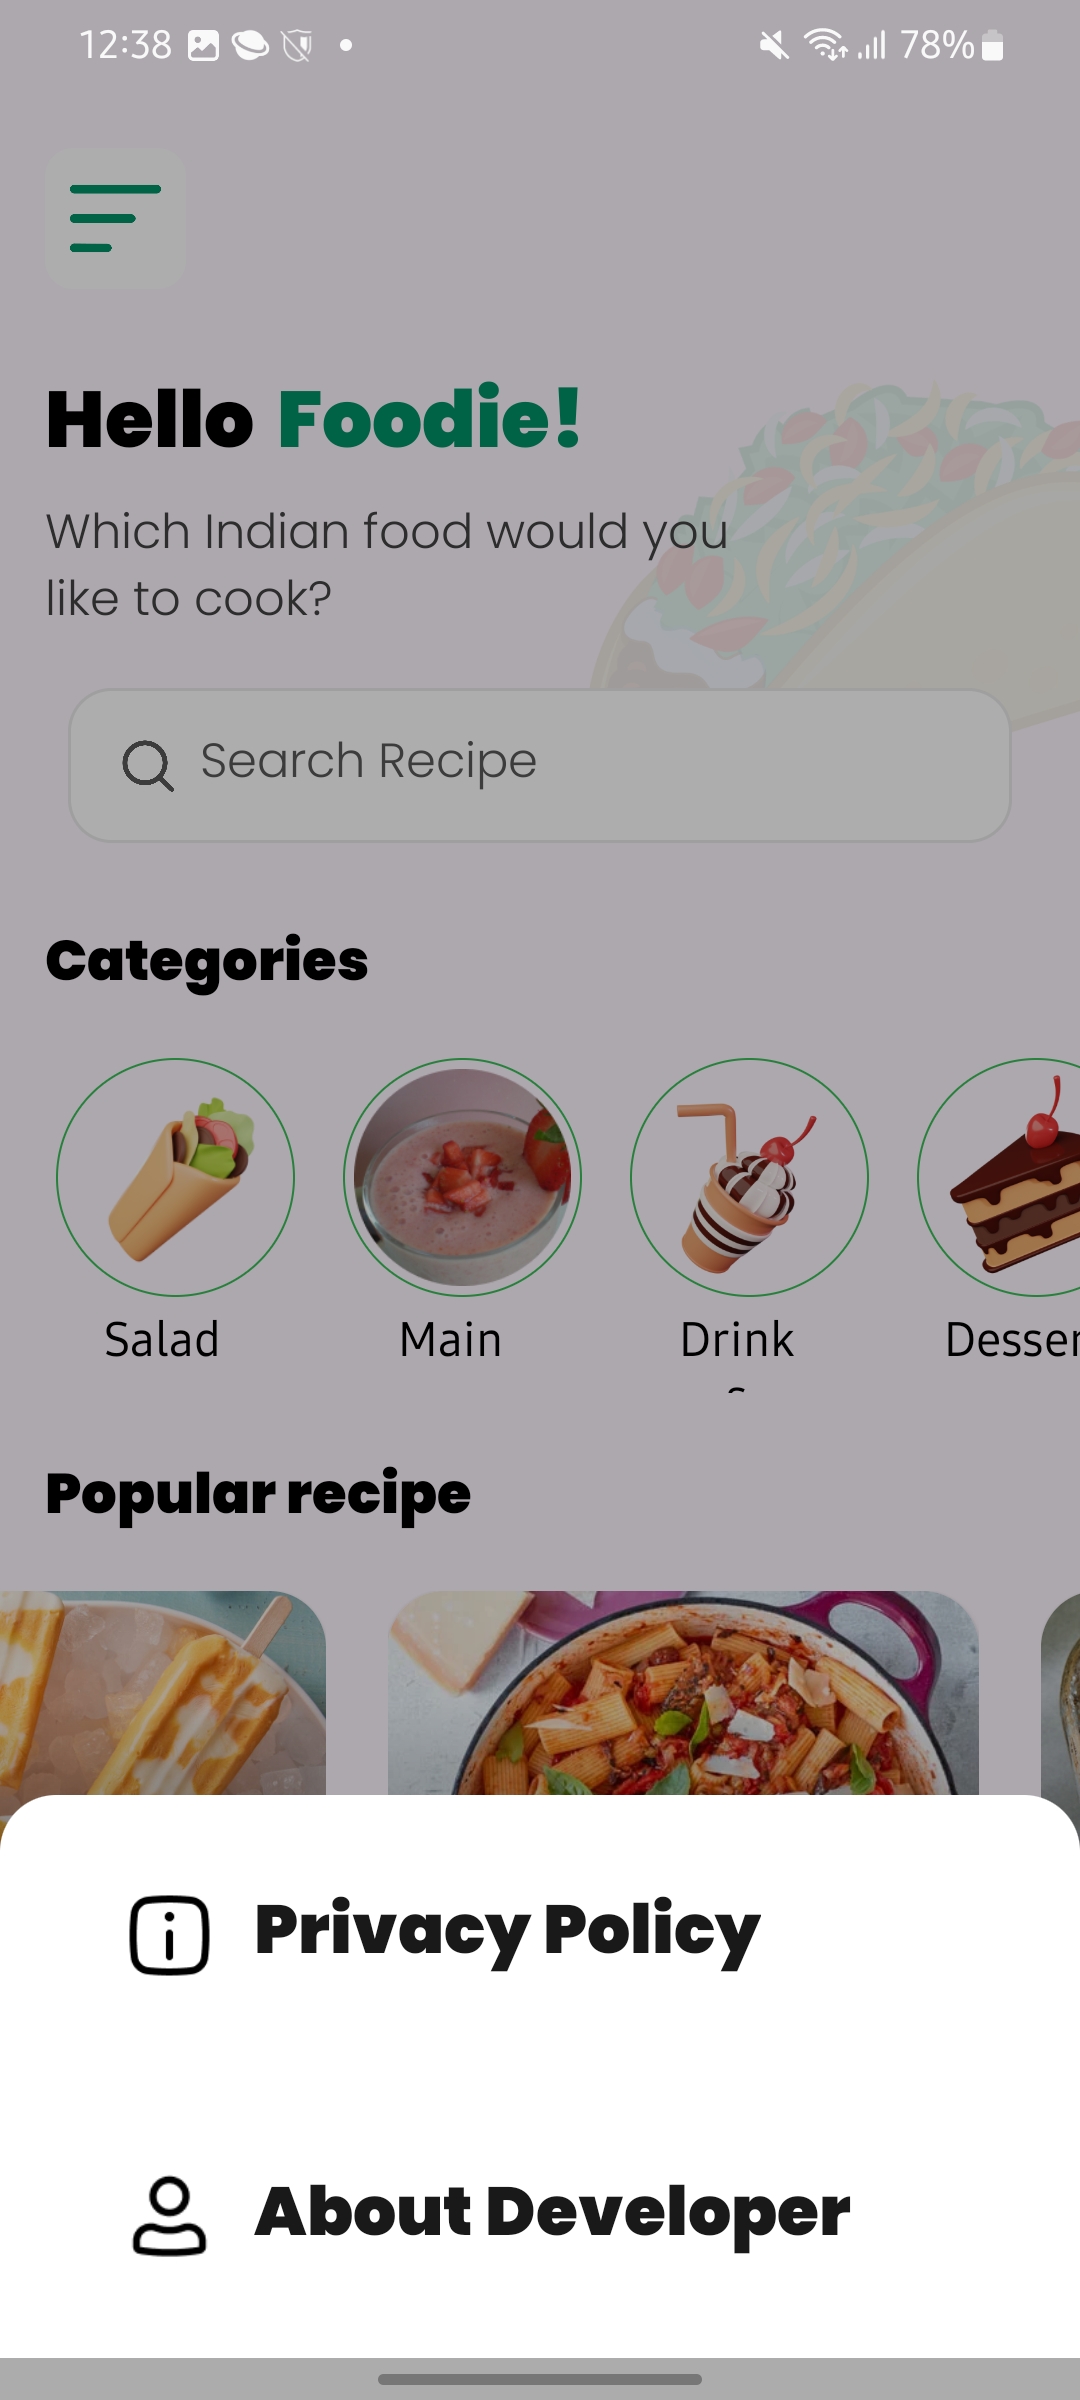 12:38
78%
Hello Foodie!
Which Indian food would you
like to cook?
Search Recipe
Categories
Salad
Main
Drink
Popular recipe
Privacy Policy
About Developer